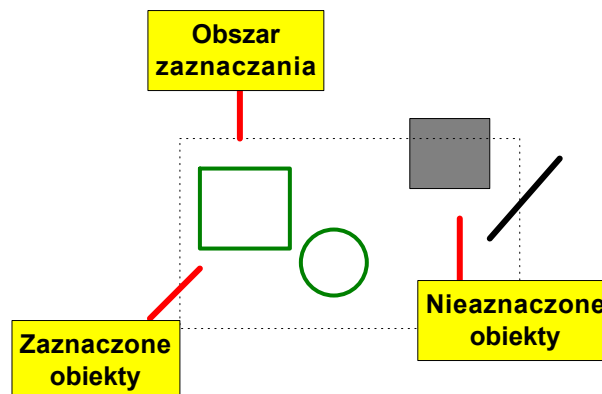 Obszar
zaznaczania
Nieaznaczone
obiekty
Zaznaczone
obiekty